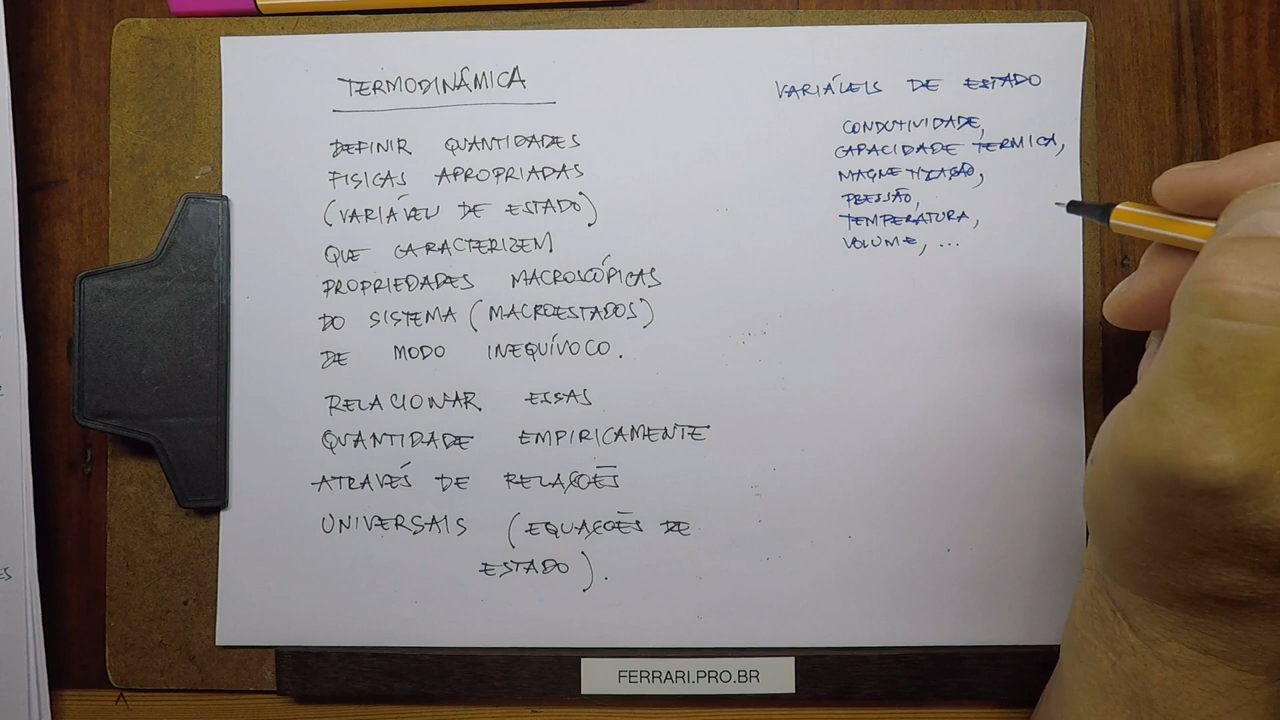 TERMODINÂMICA
DEFINIR QUANTIDADES
FISICAS APROPRIADAS
(VARIÁVEU DE ESTADO)
QUE CARACTERIZEM
PROPRIEDADES MACROSCÓPICAS
DO SISTEMA (MACROESTADOS)
DE MODO INEQUÍVOCO.
RELACIONAR ESSAS
QUANTIDADE EMPIRICAMENTE
ATRAVÉS DE RELAÇÕES
UNIVERSAIS (EQUAÇÕES DE
ESTADO).
VARIÁVEIS DE ESTADO
CONDUTIVIDADE,
CAPACIDADE TÉRMICA,
MAGNETIZAÇÃO,
PRESSÃO,
TEMPERATURA,
VOLUME, ...
FERRARI.PRO.BR